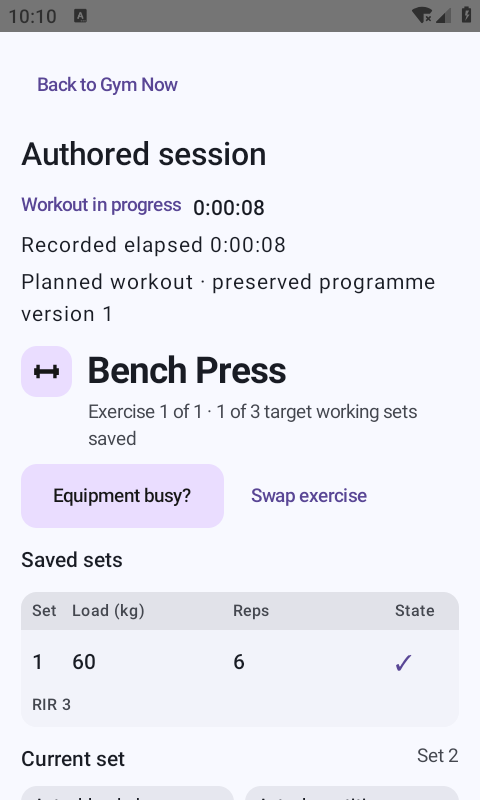 10:10
Back to Gym Now
Authored session
Workout in progress 0:00:08
Recorded elapsed 0:00:08
Planned workout · preserved programme
version 1
Bench Press
Exercise 1 of 1 · 1 of 3 target working sets
saved
Equipment busy? Swap exercise
Saved sets
Set Load (kg) Reps State
1 60 6 ✓
RIR 3
Current set Set 2